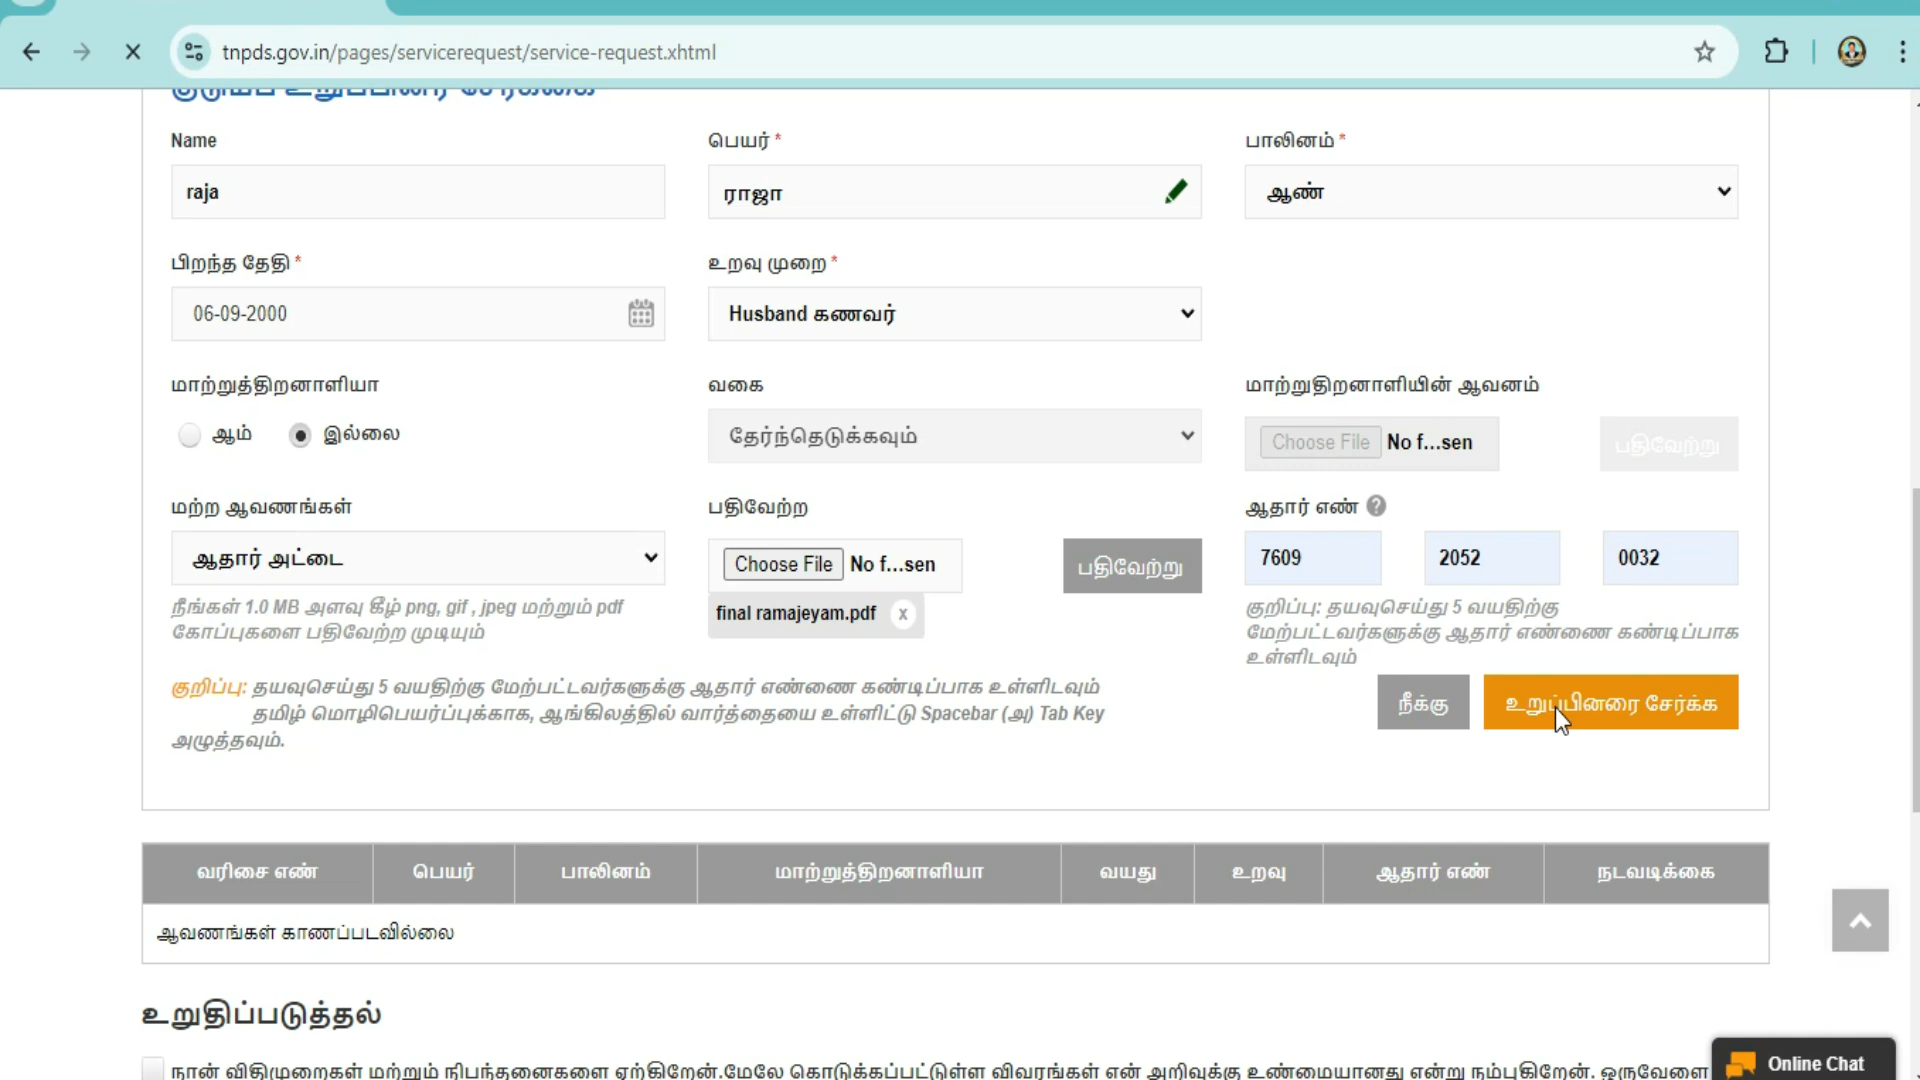 tnpds.gov.in/pages/servicerequest/service-request.xhtml
குடும்ப உறுப்பினர் சேர்க்கை
Name
பெயர் *
பாலினம் *
raja
ராஜா
ஆண்
பிறந்த தேதி *
உறவு முறை *
06-09-2000
Husband கணவர்
மாற்றுத்திறனாளியா
வகை
மாற்றுதிறனாளியின் ஆவனம்
ஆம்
இல்லை
தேர்ந்தெடுக்கவும்
Choose File No f...sen
பதிவேற்று
மற்ற ஆவணங்கள்
பதிவேற்ற
ஆதார் எண் ?
ஆதார் அட்டை
Choose File No f...sen
பதிவேற்று
7609
2052
0032
final ramajeyam.pdf x
நீங்கள் 1.0 MB அளவு கீழ் png, gif , jpeg மற்றும் pdf
கோப்புகளை பதிவேற்ற முடியும்
குறிப்பு: தயவுசெய்து 5 வயதிற்கு
மேற்பட்டவர்களுக்கு ஆதார் எண்ணை கண்டிப்பாக
உள்ளிடவும்
குறிப்பு: தயவுசெய்து 5 வயதிற்கு மேற்பட்டவர்களுக்கு ஆதார் எண்ணை கண்டிப்பாக உள்ளிடவும்
தமிழ் மொழிபெயர்ப்புக்காக, ஆங்கிலத்தில் வார்த்தையை உள்ளிட்டு Spacebar (அ) Tab Key
அழுத்தவும்.
நீக்கு
உறுப்பினரை சேர்க்க
வரிசை எண்
பெயர்
பாலினம்
மாற்றுத்திறனாளியா
வயது
உறவு
ஆதார் எண்
நடவடிக்கை
ஆவணங்கள் காணப்படவில்லை
உறுதிப்படுத்தல்
நான் விதிமுறைகள் மற்றும் நிபந்தனைகளை ஏற்கிறேன்.மேலே கொடுக்கப்பட்டுள்ள விவரங்கள் என் அறிவுக்கு உண்மையானது என்று நம்புகிறேன். ஒருவேளை
Online Chat